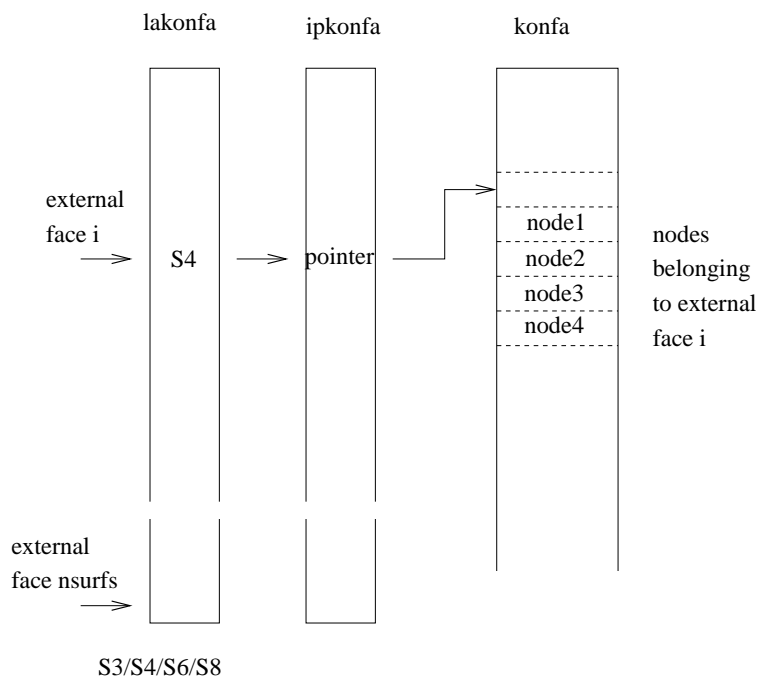 lakonfa
ipkonfa
konfa
external
face i
S4
pointer
node1
node2
node3
node4
nodes
belonging
to external
face i
external
face nsurfs
S3/S4/S6/S8